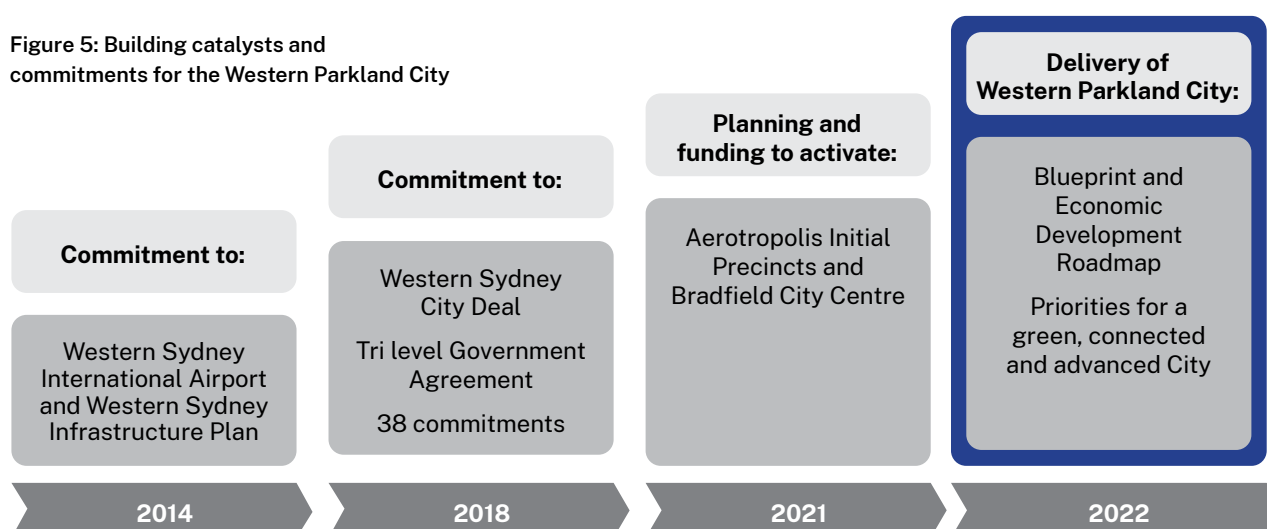 Figure 5: Building catalysts and
commitments for the Western Parkland City
Commitment to:
Western Sydney
International Airport
and Western Sydney
Infrastructure Plan
2014
Commitment to:
Western Sydney
City Deal
Tri level Government
Agreement
38 commitments
2018
Planning and
funding to activate:
Aerotropolis Initial
Precincts and
Bradfield City Centre
2021
Delivery of
Western Parkland City:
Blueprint and
Economic
Development
Roadmap
Priorities for a
green, connected
and advanced City
2022